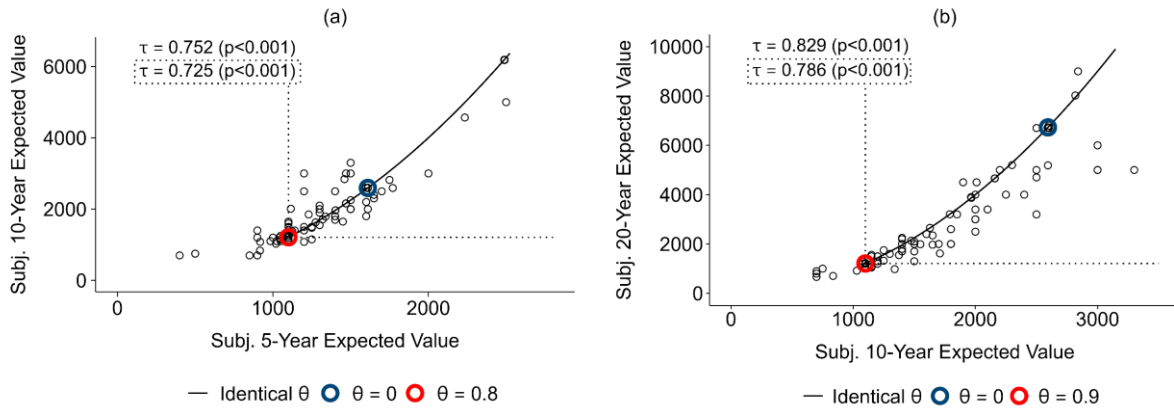 (a)
τ = 0.752 (p<0.001)
τ = 0.725 (p<0.001)
6000
4000
2000
0
Subj. 10-Year Expected Value
0 1000 2000
Subj. 5-Year Expected Value
Identical θ θ = 0 θ = 0.8
(b)
τ = 0.829 (p<0.001)
τ = 0.786 (p<0.001)
10000
8000
6000
4000
2000
0
Subj. 20-Year Expected Value
0 1000 2000 3000
Subj. 10-Year Expected Value
Identical θ θ = 0 θ = 0.9